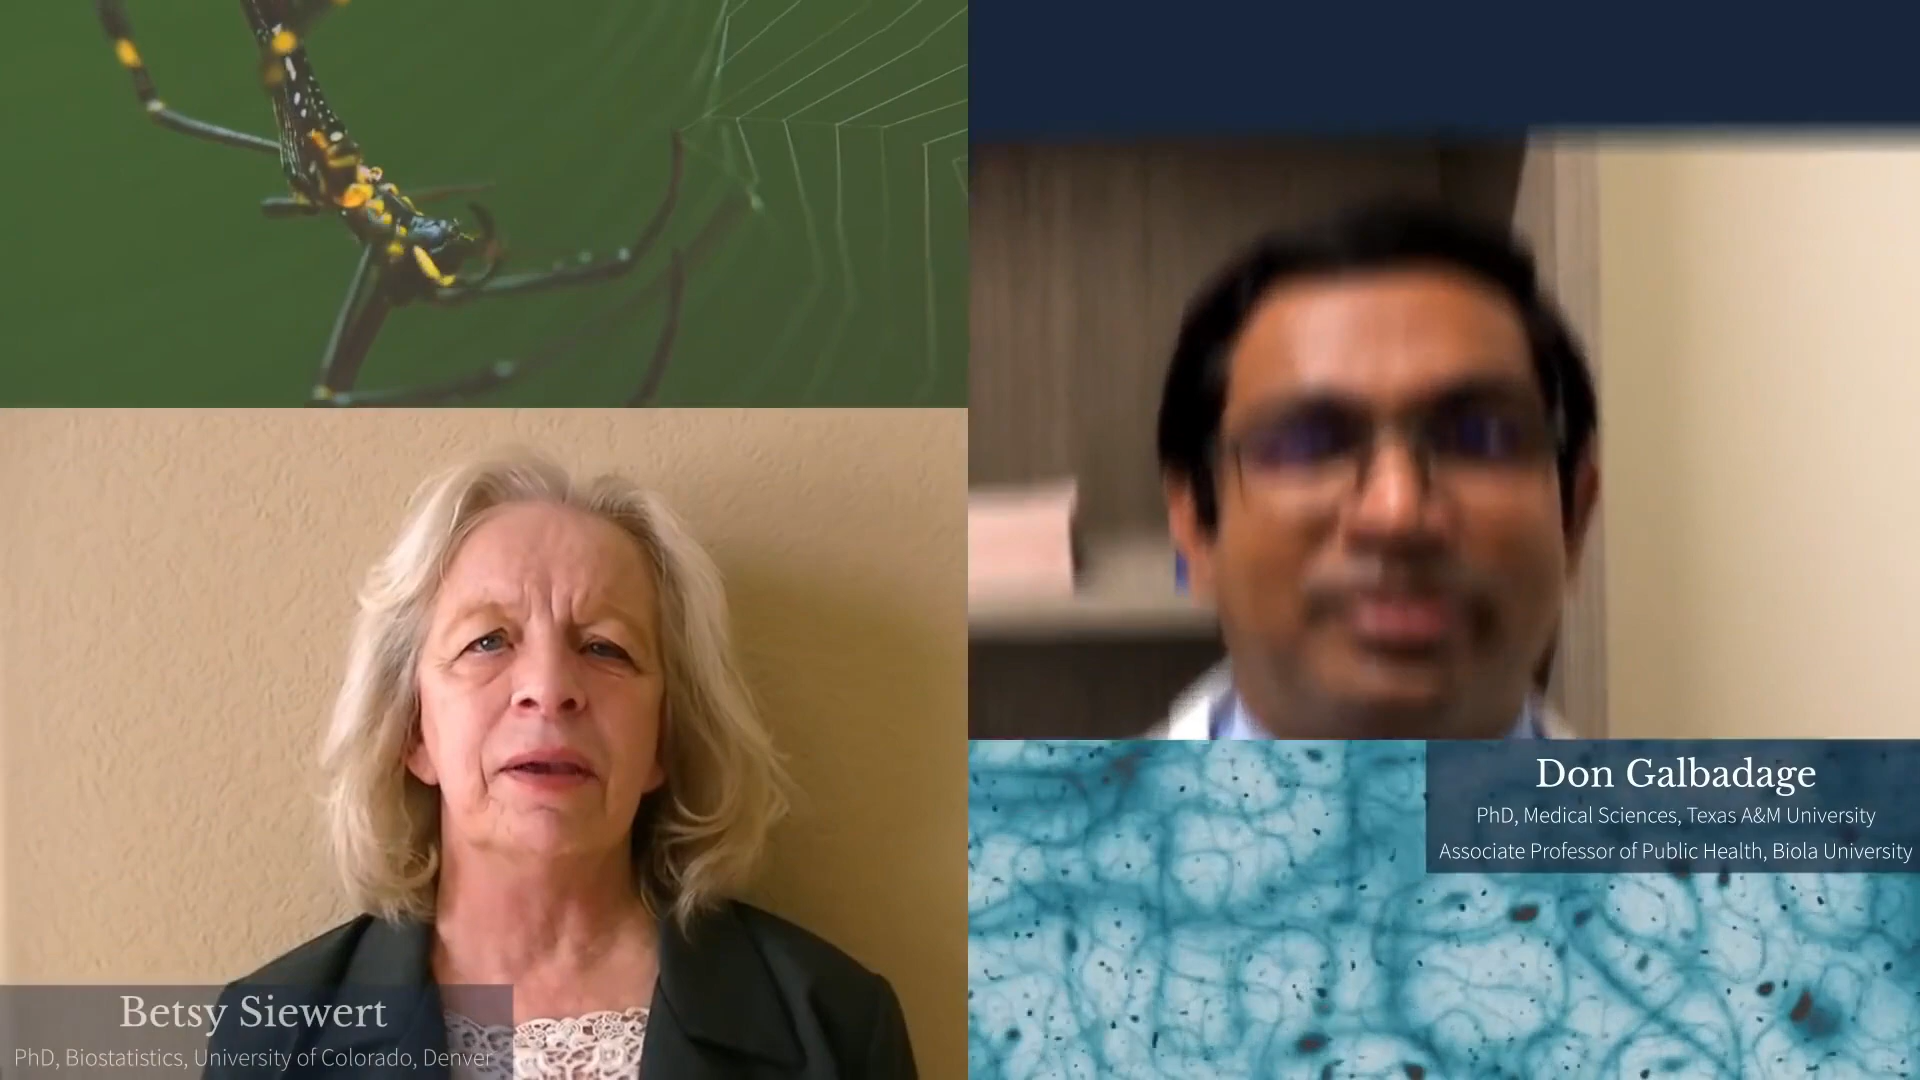 Don Galbadage
PhD, Medical Sciences, Texas A&M University
Associate Professor of Public Health, Biola University
Betsy Siewert
PhD, Biostatistics, University of Colorado, Denver